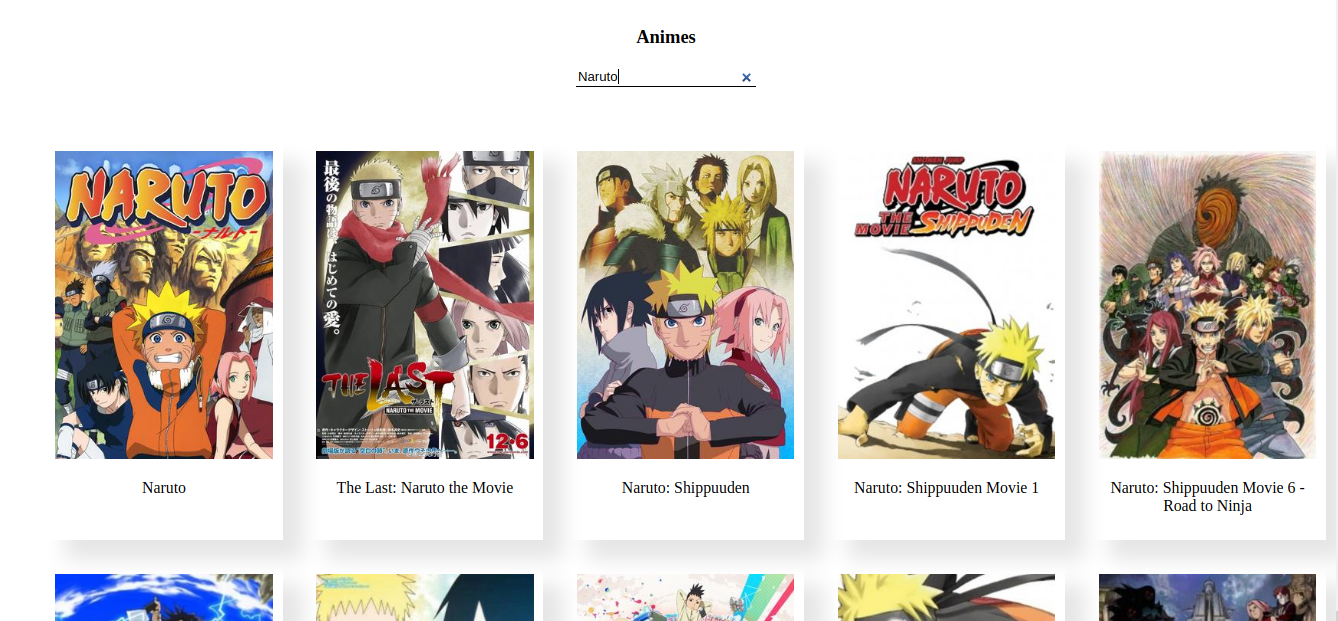 Animes
Naruto
NARUTO
-ナルト-
最後の物語は、はじめての愛。
THE LAST
NARUTO THE MOVIE
12・6
NARUTO
THE MOVIE SHIPPUDEN
Naruto
The Last: Naruto the Movie
Naruto: Shippuuden
Naruto: Shippuuden Movie 1
Naruto: Shippuuden Movie 6 -
Road to Ninja